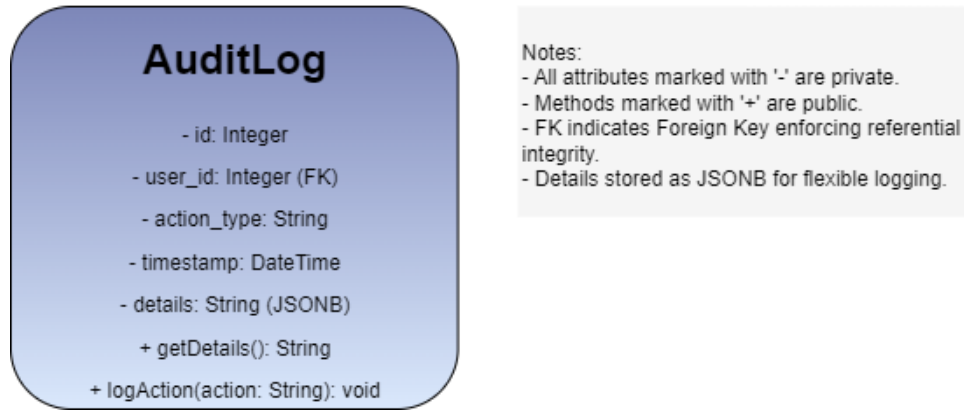 AuditLog
- id: Integer
- user_id: Integer (FK)
- action_type: String
- timestamp: DateTime
- details: String (JSONB)
+ getDetails(): String
+ logAction(action: String): void
Notes:
- All attributes marked with '-' are private.
- Methods marked with '+' are public.
- FK indicates Foreign Key enforcing referential
integrity.
- Details stored as JSONB for flexible logging.